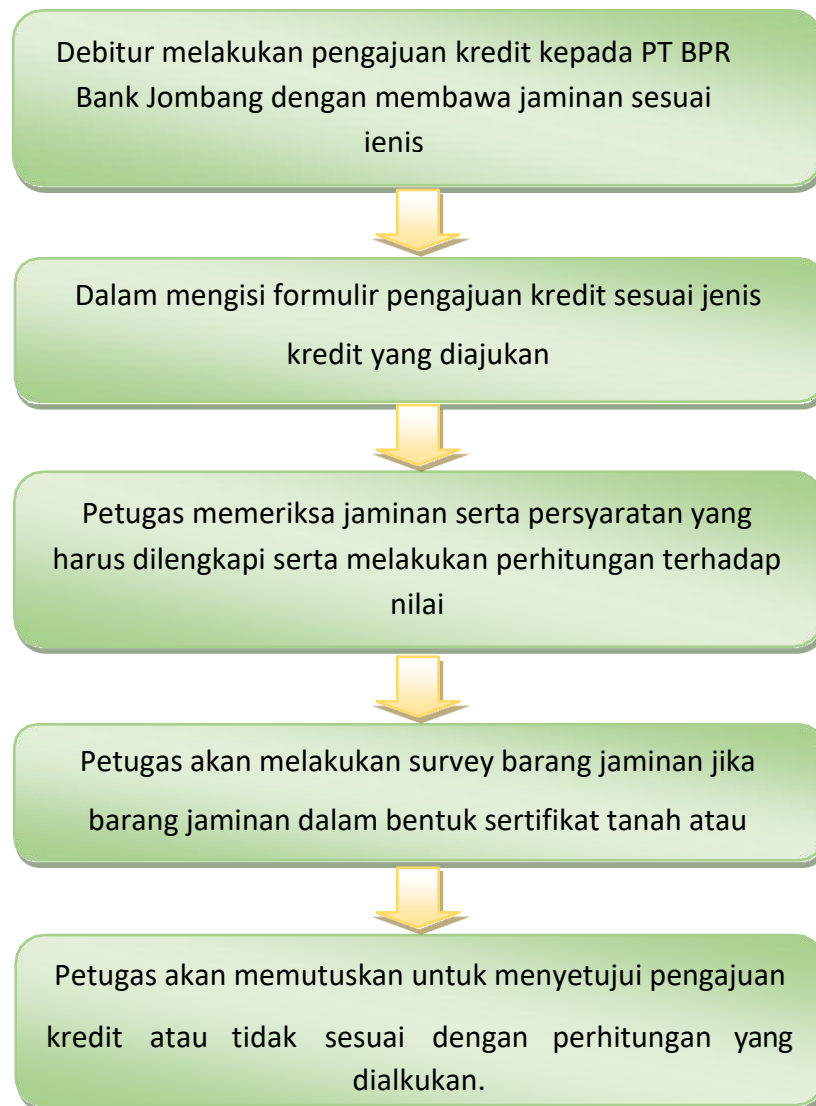 Debitur melakukan pengajuan kredit kepada PT BPR
Bank Jombang dengan membawa jaminan sesuai
jenis
Dalam mengisi formulir pengajuan kredit sesuai jenis
kredit yang diajukan
Petugas memeriksa jaminan serta persyaratan yang
harus dilengkapi serta melakukan perhitungan terhadap
nilai
Petugas akan melakukan survey barang jaminan jika
barang jaminan dalam bentuk sertifikat tanah atau
Petugas akan memutuskan untuk menyetujui pengajuan
kredit atau tidak sesuai dengan perhitungan yang
dialkukan.